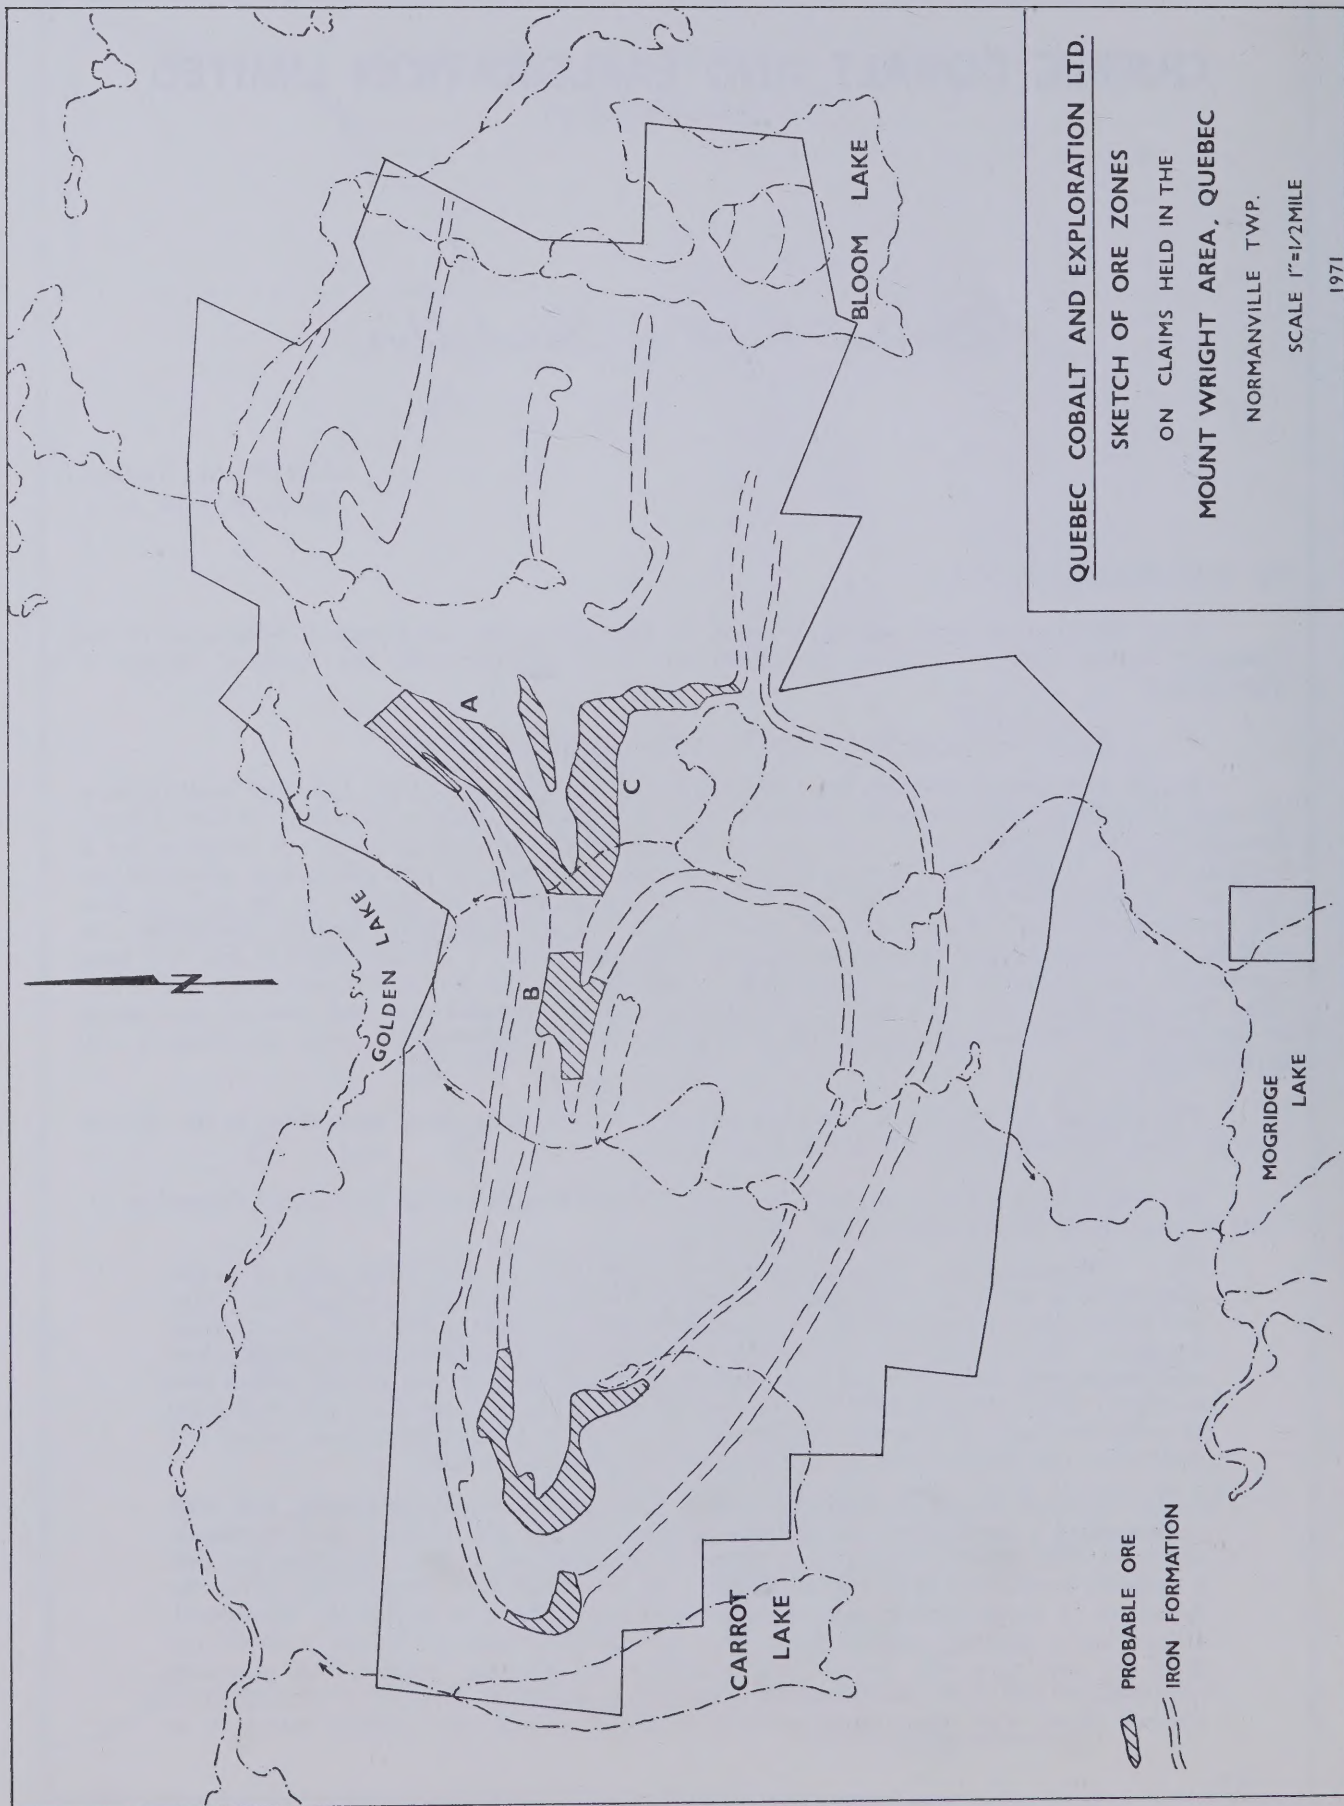 QUEBEC COBALT AND EXPLORATION LTD.
SKETCH OF ORE ZONES
ON CLAIMS HELD IN THE
MOUNT WRIGHT AREA, QUEBEC
NORMANVILLE TWP.
SCALE 1"=1/2MILE
1971
GOLDEN LAKE
N
A
B
C
BLOOM LAKE
CARROT
LAKE
MOGRIDGE
LAKE
PROBABLE ORE
IRON FORMATION